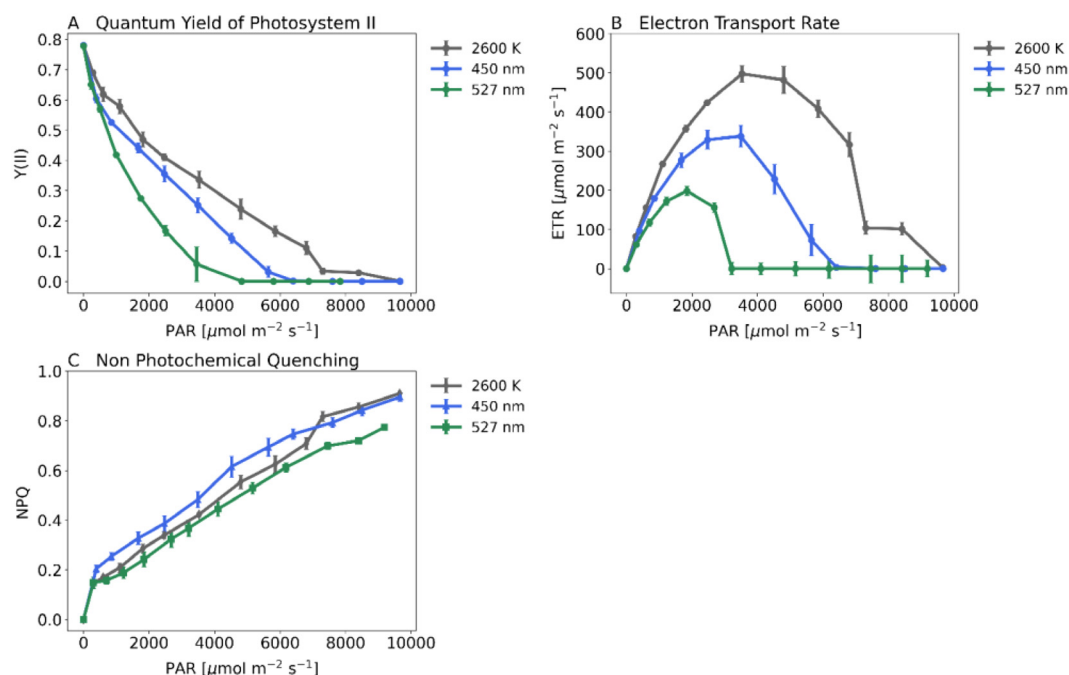 A Quantum Yield of Photosystem II
0.8
0.7
0.6
0.5
0.4
0.3
0.2
0.1
0.0
Y(II)
0 2000 4000 6000 8000 10000
PAR [μmol m⁻² s⁻¹]
2600 K
450 nm
527 nm
B Electron Transport Rate
600
500
400
300
200
100
0
ETR [μmol m⁻² s⁻¹]
0 2000 4000 6000 8000 10000
PAR [μmol m⁻² s⁻¹]
2600 K
450 nm
527 nm
C Non Photochemical Quenching
1.0
0.8
0.6
0.4
0.2
0.0
NPQ
0 2000 4000 6000 8000 10000
PAR [μmol m⁻² s⁻¹]
2600 K
450 nm
527 nm